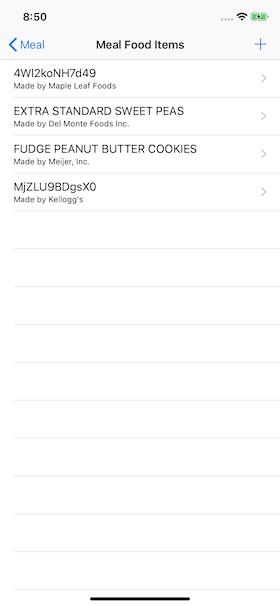 8:50
Meal
Meal Food Items
+
4WI2koNH7d49
Made by Maple Leaf Foods
EXTRA STANDARD SWEET PEAS
Made by Del Monte Foods Inc.
FUDGE PEANUT BUTTER COOKIES
Made by Meijer, Inc.
MjZLU9BDgsX0
Made by Kellogg's